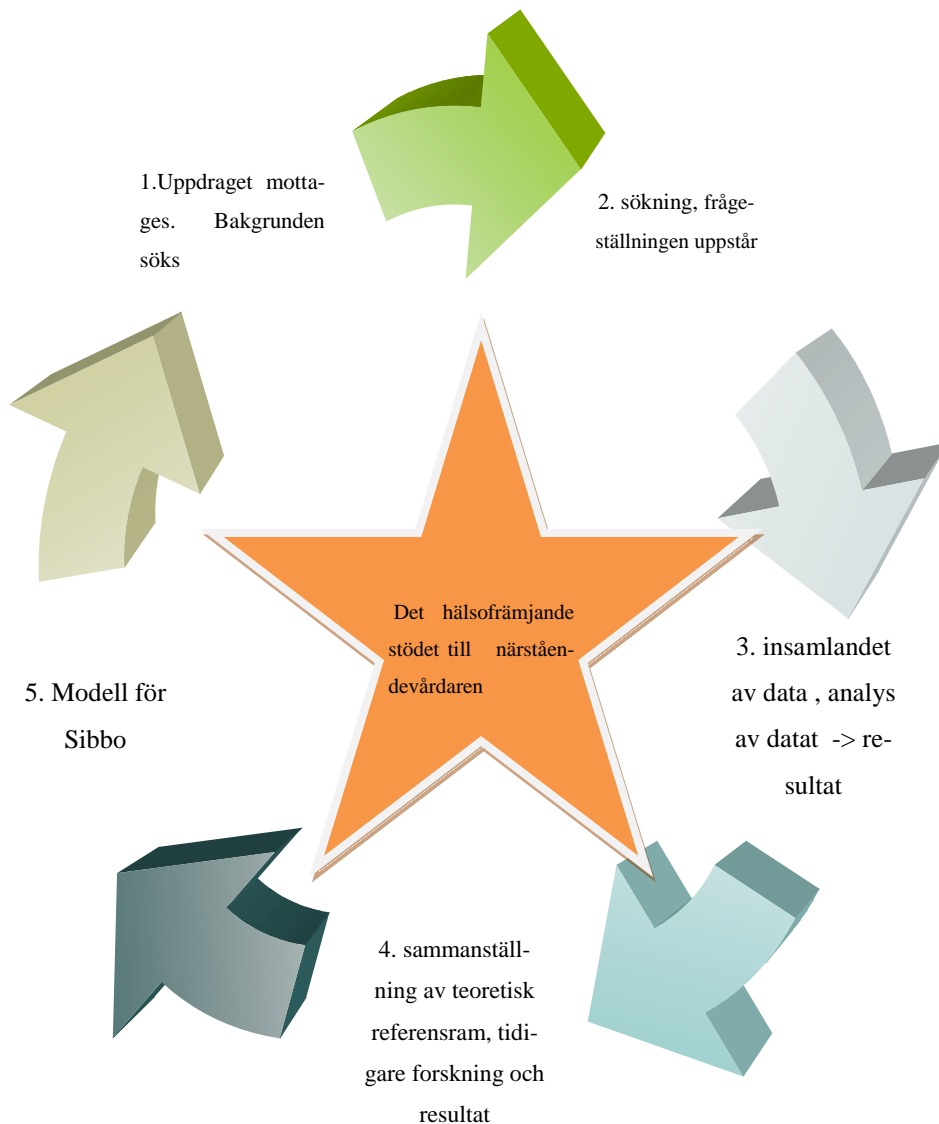 1.Uppdraget motta-
ges. Bakgrunden
söks
2. sökning, fråge-
ställningen uppstår
Det hälsofrämjande
stödet till närståen-
devårdaren
3. insamlandet
av data , analys
av datat -> re-
sultat
4. sammanställ-
ning av teoretisk
referensram, tidi-
gare forskning och
resultat
5. Modell för
Sibbo